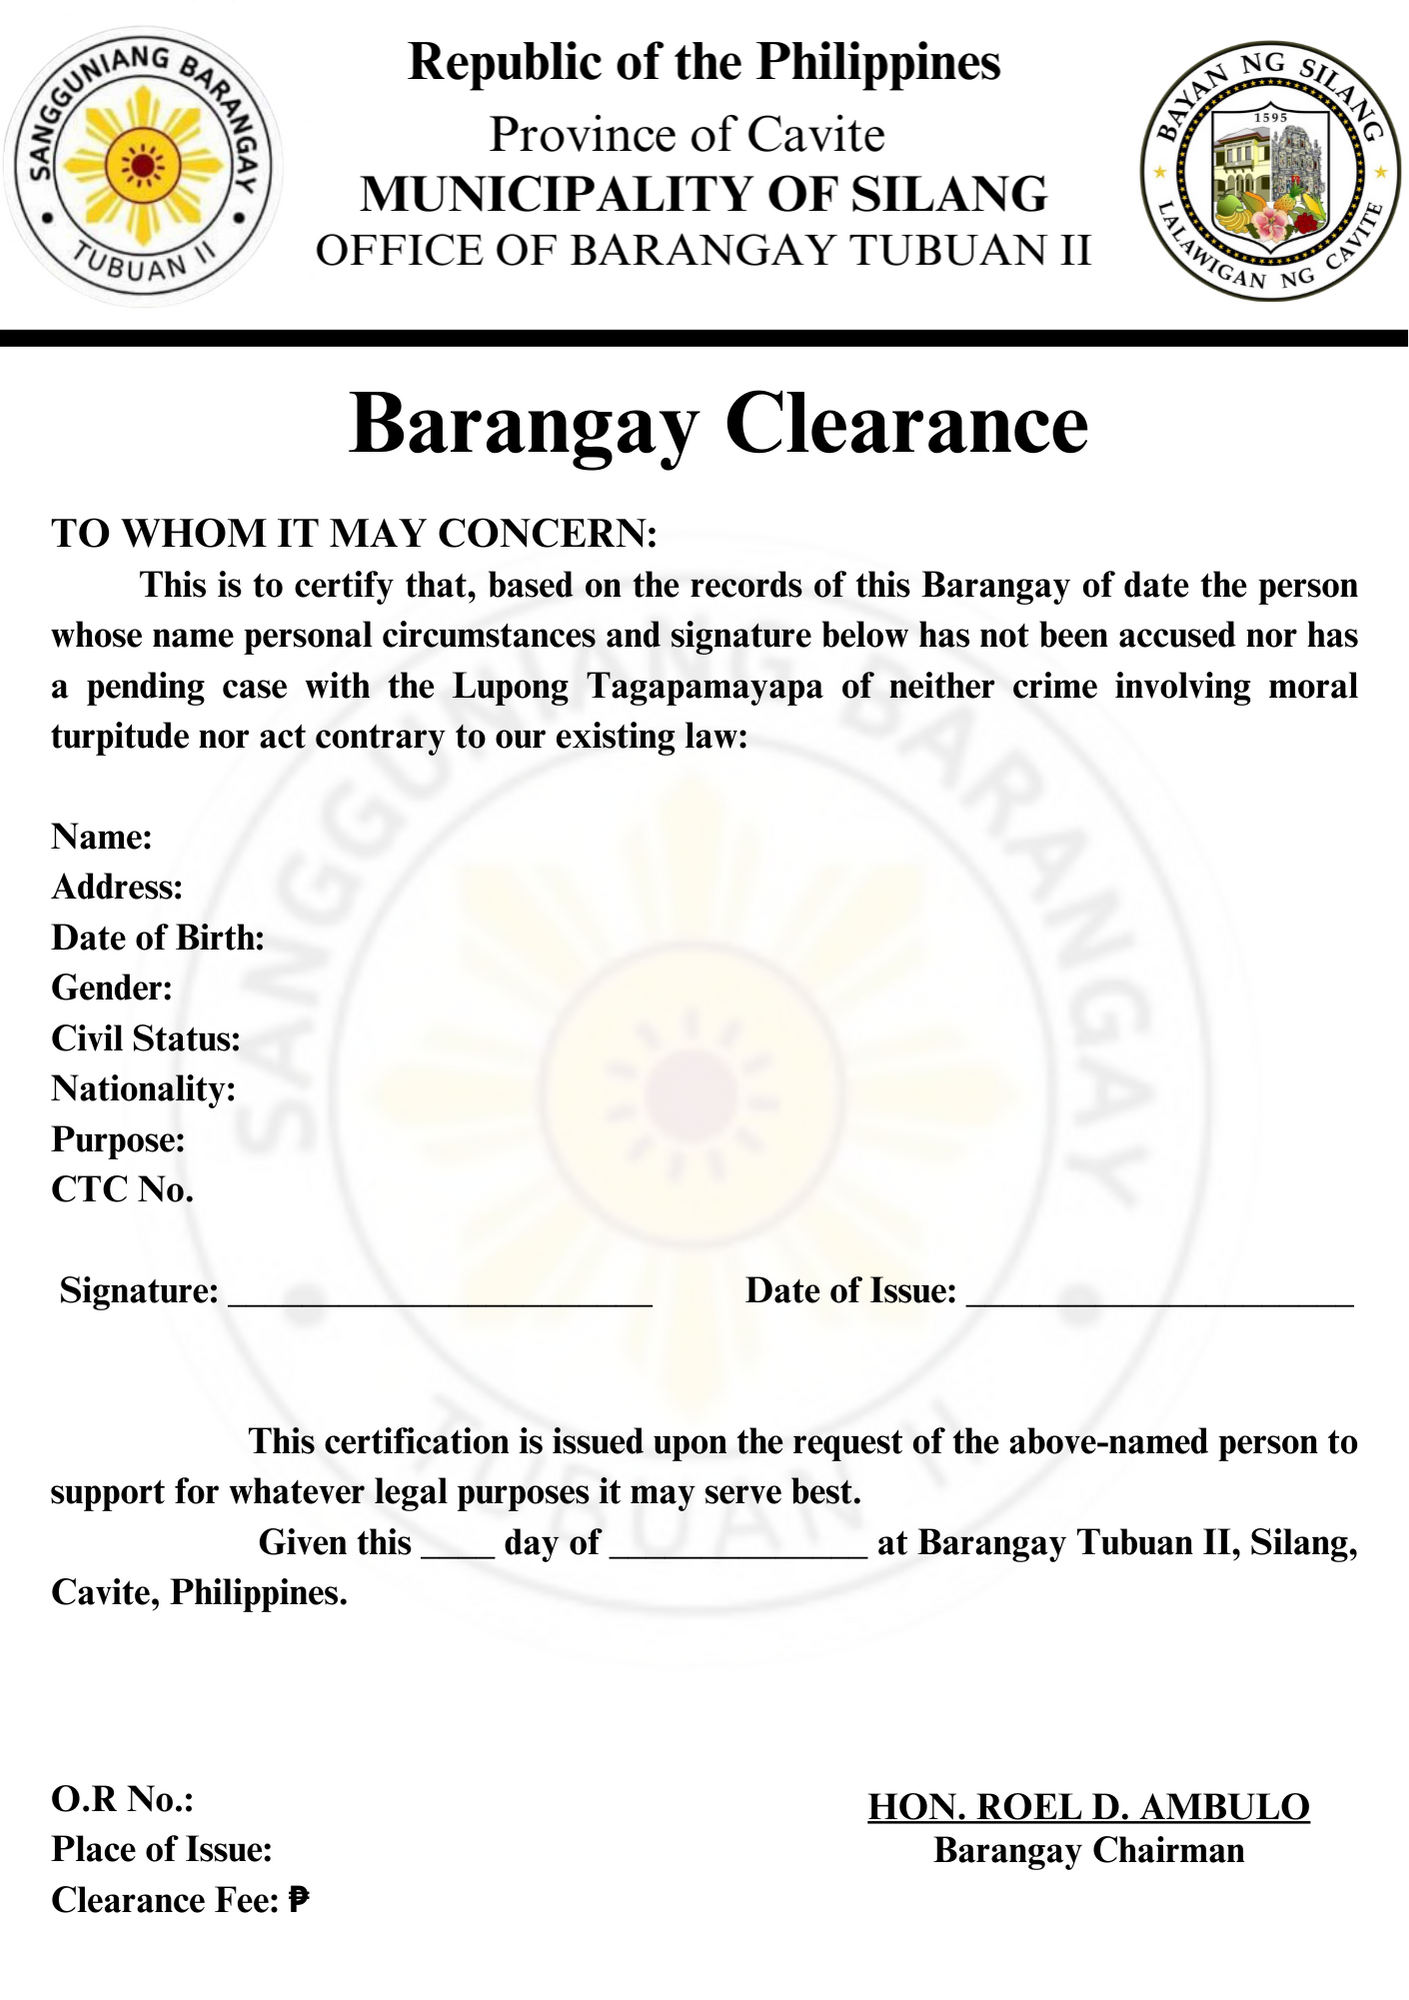 SANGGUNIANG BARANGAY
TUBUAN II
Republic of the Philippines
Province of Cavite
MUNICIPALITY OF SILANG
OFFICE OF BARANGAY TUBUAN II
BAYAN NG SILANG
1595
LALAWIGAN NG CAVITE
Barangay Clearance
TO WHOM IT MAY CONCERN:
This is to certify that, based on the records of this Barangay of date the person
whose name personal circumstances and signature below has not been accused nor has
a pending case with the Lupong Tagapamayapa of neither crime involving moral
turpitude nor act contrary to our existing law:
Name:
Address:
Date of Birth:
Gender:
Civil Status:
Nationality:
Purpose:
CTC No.
Signature: _______________________ Date of Issue: _____________________
This certification is issued upon the request of the above-named person to
support for whatever legal purposes it may serve best.
Given this ____ day of ______________ at Barangay Tubuan II, Silang,
Cavite, Philippines.
SANGGUNIANG BARANGAY
TUBUAN II
O.R No.:
Place of Issue:
Clearance Fee: ₱
HON. ROEL D. AMBULO
Barangay Chairman